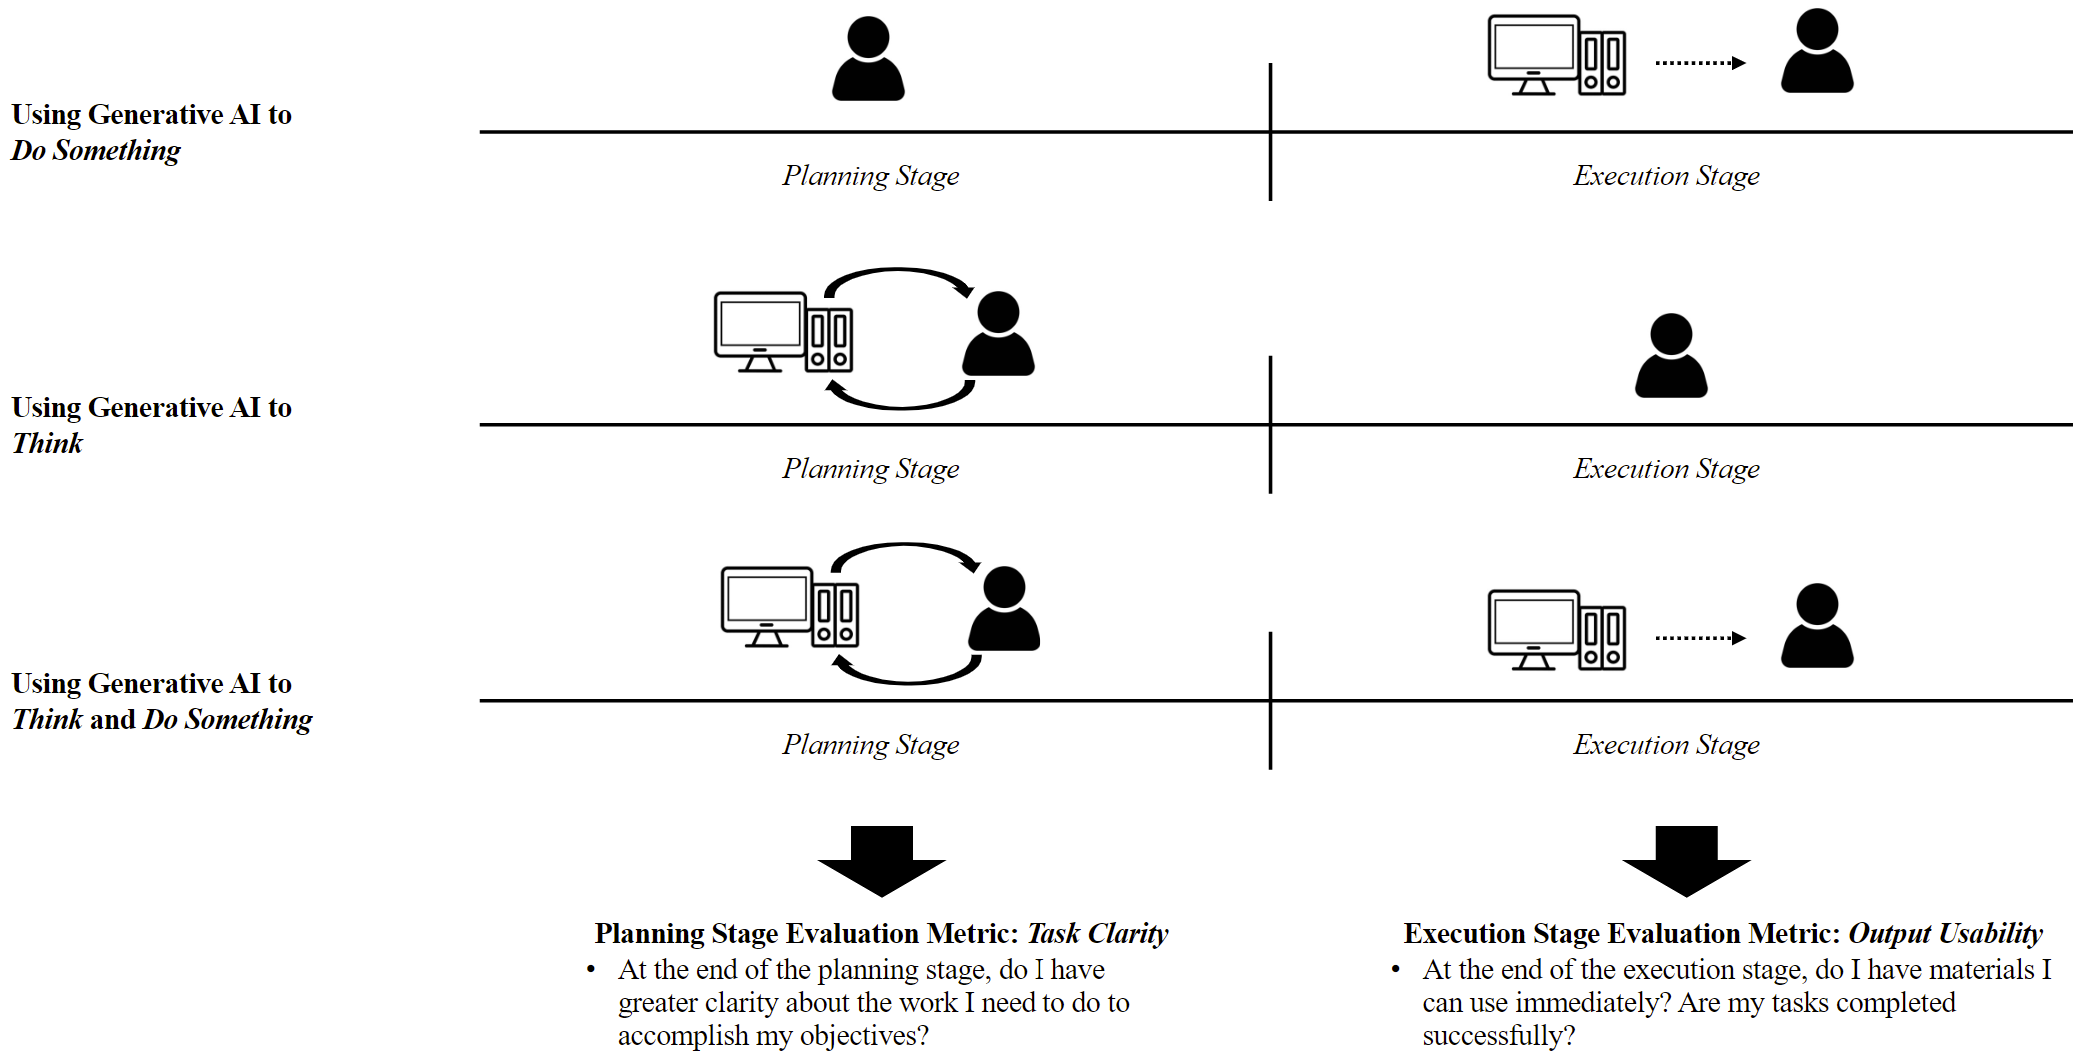 Using Generative AI to
Do Something
Planning Stage
Execution Stage
Using Generative AI to
Think
Planning Stage
Execution Stage
Using Generative AI to
Think and Do Something
Planning Stage
Execution Stage
Planning Stage Evaluation Metric: Task Clarity
• At the end of the planning stage, do I have
greater clarity about the work I need to do to
accomplish my objectives?
Execution Stage Evaluation Metric: Output Usability
• At the end of the execution stage, do I have materials I
can use immediately? Are my tasks completed
successfully?